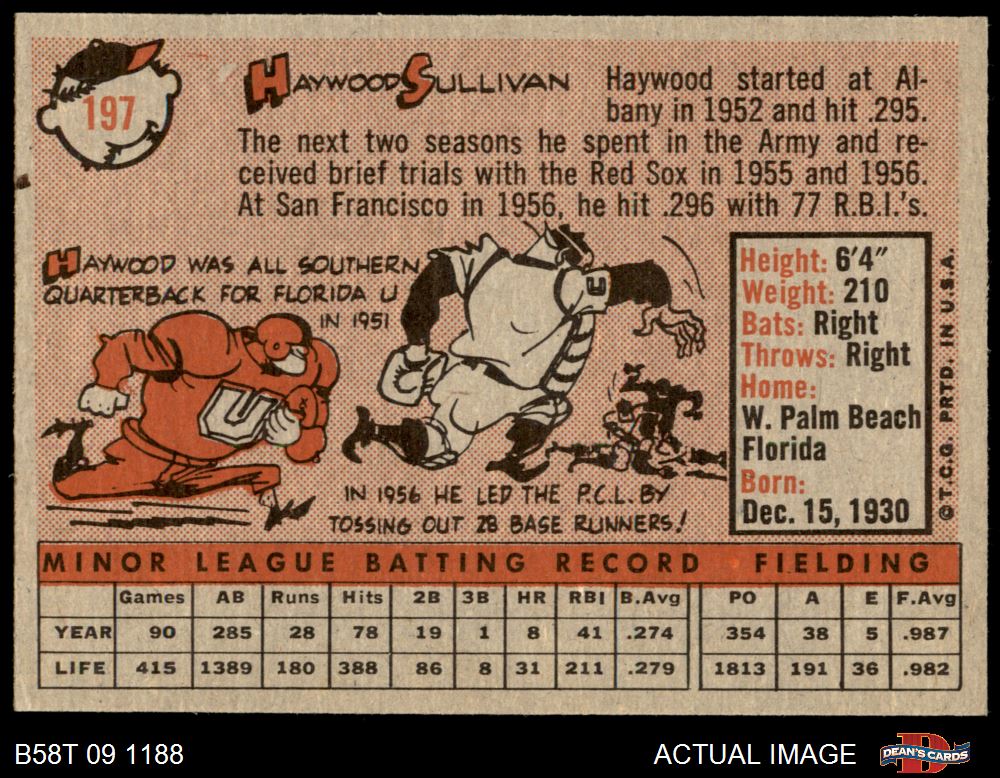 197
HAYWOOD SULLIVAN
Haywood started at Al-
bany in 1952 and hit .295.
The next two seasons he spent in the Army and re-
ceived brief trials with the Red Sox in 1955 and 1956.
At San Francisco in 1956, he hit .296 with 77 R.B.I.'s.
HAYWOOD WAS ALL SOUTHERN
QUARTERBACK FOR FLORIDA U
IN 1951
U
C
IN 1956 HE LED THE P.C.L. BY
TOSSING OUT 28 BASE RUNNERS!
Height: 6'4"
Weight: 210
Bats: Right
Throws: Right
Home:
W. Palm Beach
Florida
Born:
Dec. 15, 1930
© T.C.G. PRTD. IN U.S.A.
MINOR LEAGUE BATTING RECORD FIELDING
Games AB Runs Hits 2B 3B HR RBI B.Avg PO A E F.Avg
YEAR 90 285 28 78 19 1 8 41 .274 354 38 5 .987
LIFE 415 1389 180 388 86 8 31 211 .279 1813 191 36 .982
B58T 09 1188 ACTUAL IMAGE DEAN'S CARDS